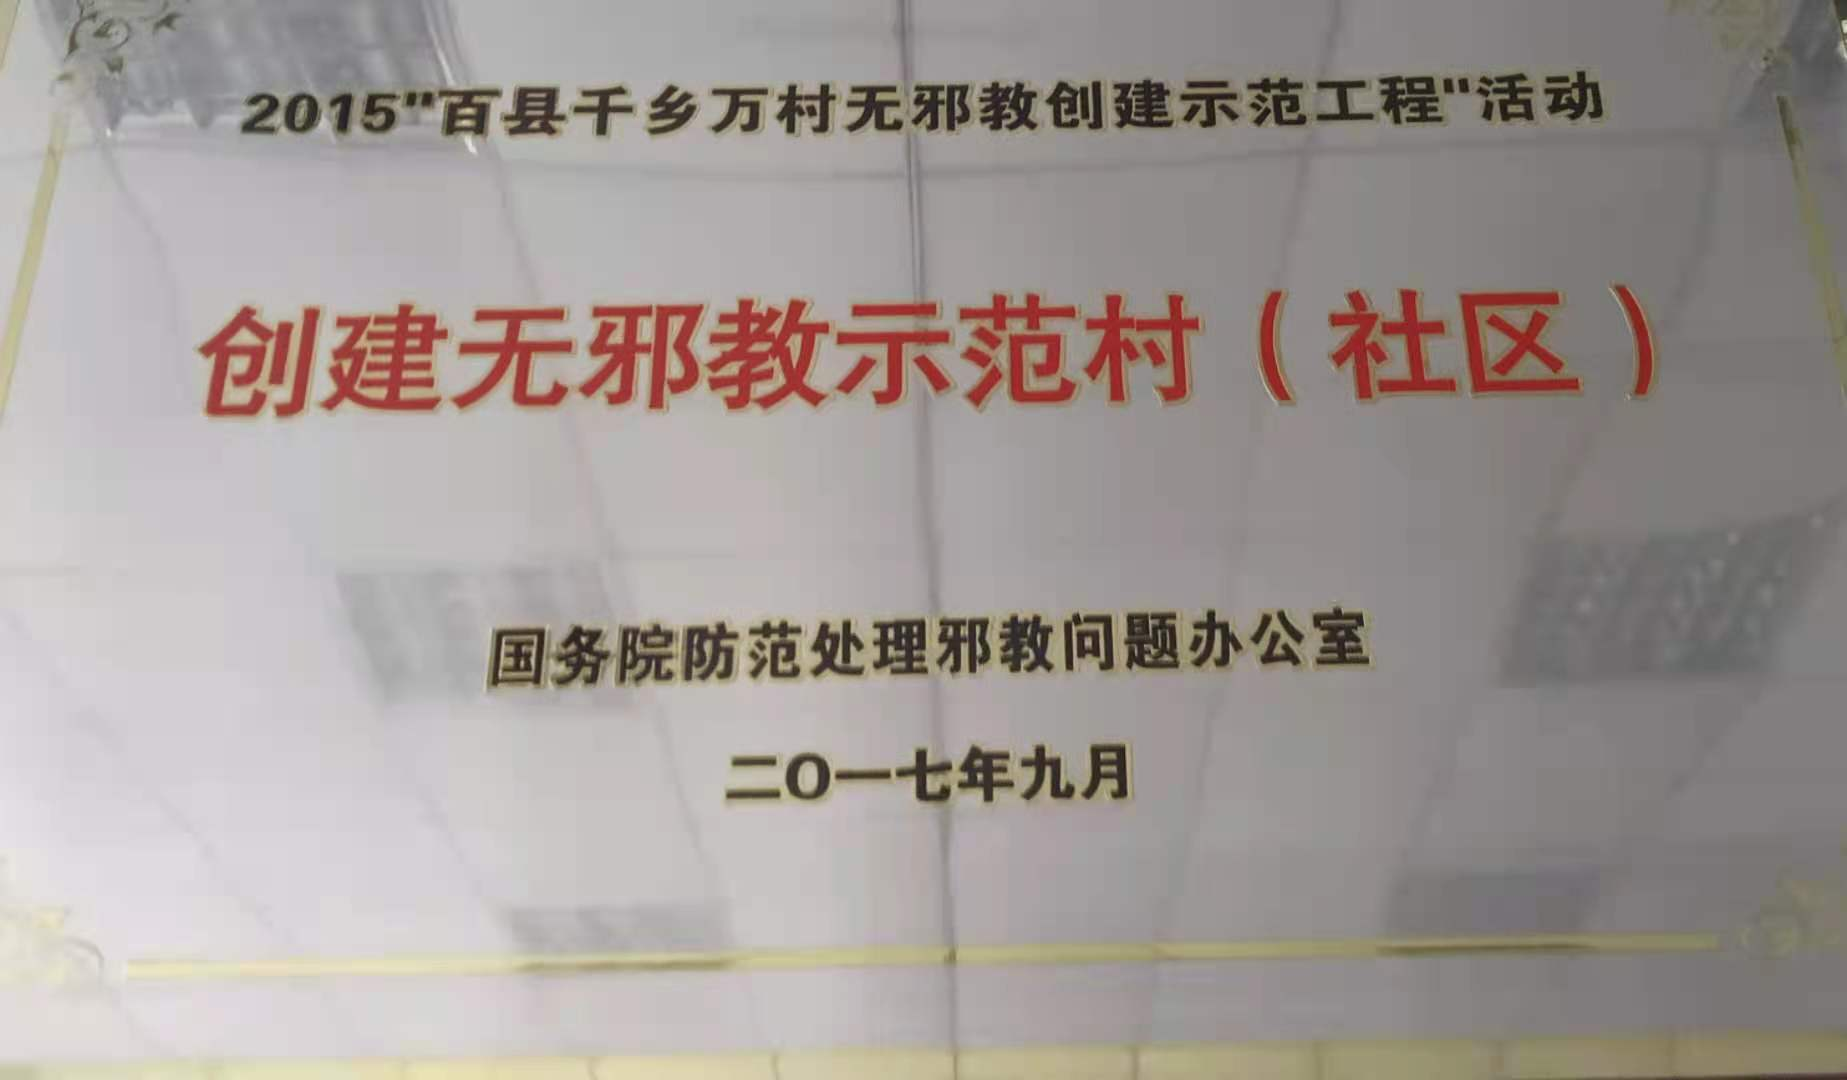 2015"百县千乡万村无邪教创建示范工程"活动
创建无邪教示范村（社区）
国务院防范处理邪教问题办公室
二O一七年九月